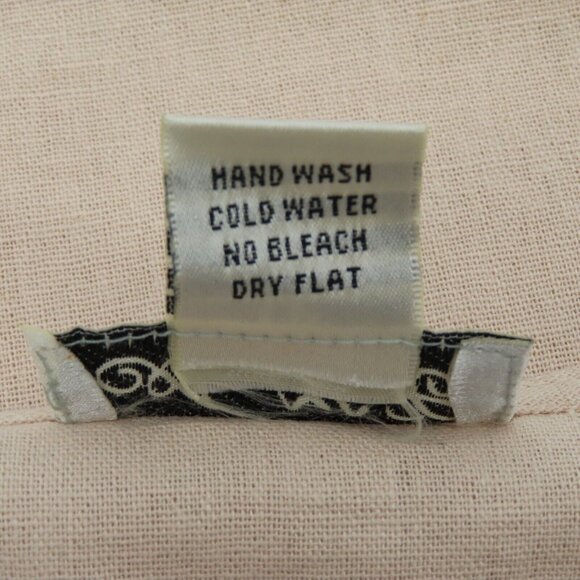 HAND WASH
COLD WATER
NO BLEACH
DRY FLAT